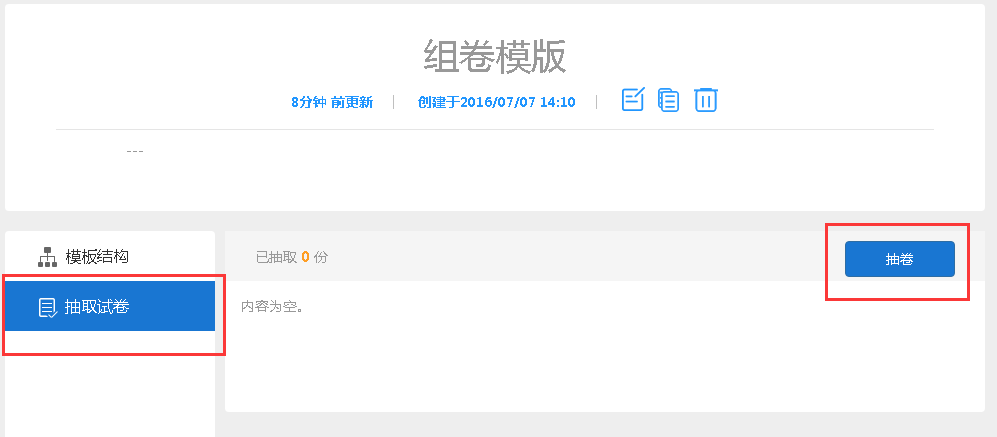 组卷模版
8分钟 前更新 创建于2016/07/07 14:10
---
模板结构
已抽取 0 份
抽卷
抽取试卷
内容为空。